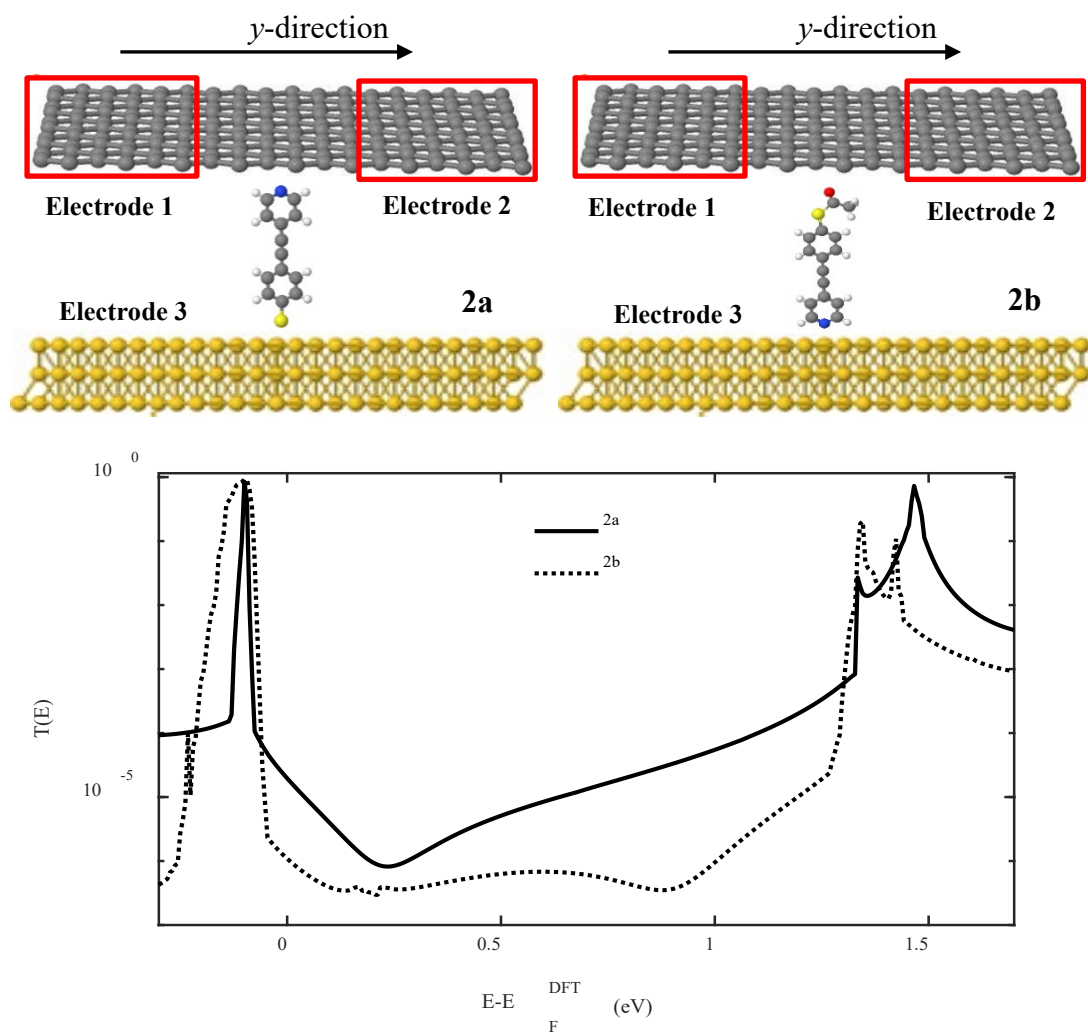 y-direction
y-direction
Electrode 1
Electrode 2
Electrode 1
Electrode 2
Electrode 3
2a
Electrode 3
2b
10 0
2a
2b
T(E)
10 -5
0
0.5
1
1.5
E-E DFT F (eV)